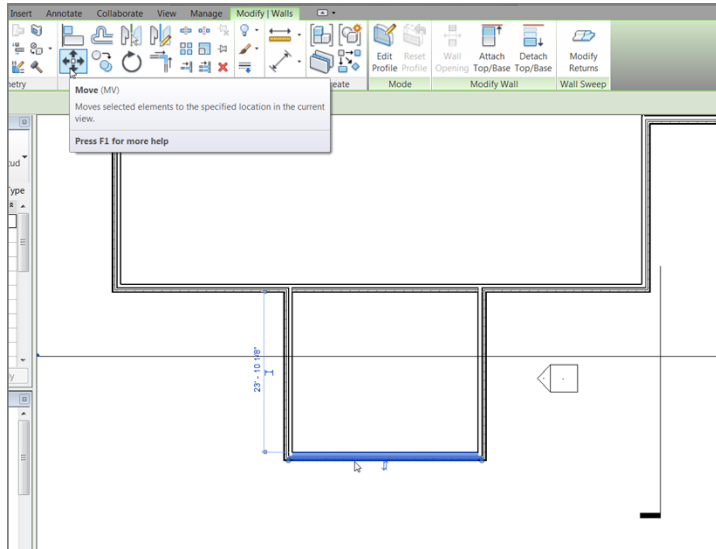 Insert Annotate Collaborate View Manage Modify | Walls
Edit Profile
Reset Profile
Wall Opening
Attach Top/Base
Detach Top/Base
Modify Returns
metry
eate
Mode
Modify Wall
Wall Sweep
Move (MV)
Moves selected elements to the specified location in the current
view.
Press F1 for more help
tud
Type
23' - 10 1/8"